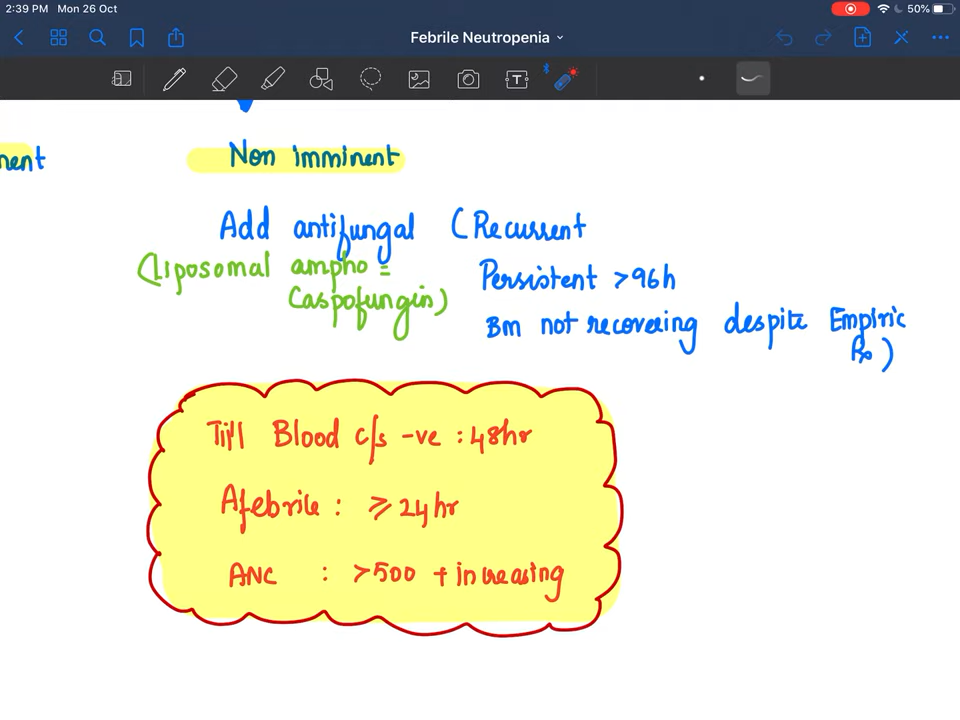 2:39 PM Mon 26 Oct
50%
Febrile Neutropenia
T
nent
Non imminent
Add antifungal (Recurrent
(Liposomal ampho =
Caspofungin)
Persistent >96h
BM not recovering despite Empiric
Rx)
Till Blood c/s -ve : 48hr
Afebrile : ≥ 24hr
ANC : >500 + increasing